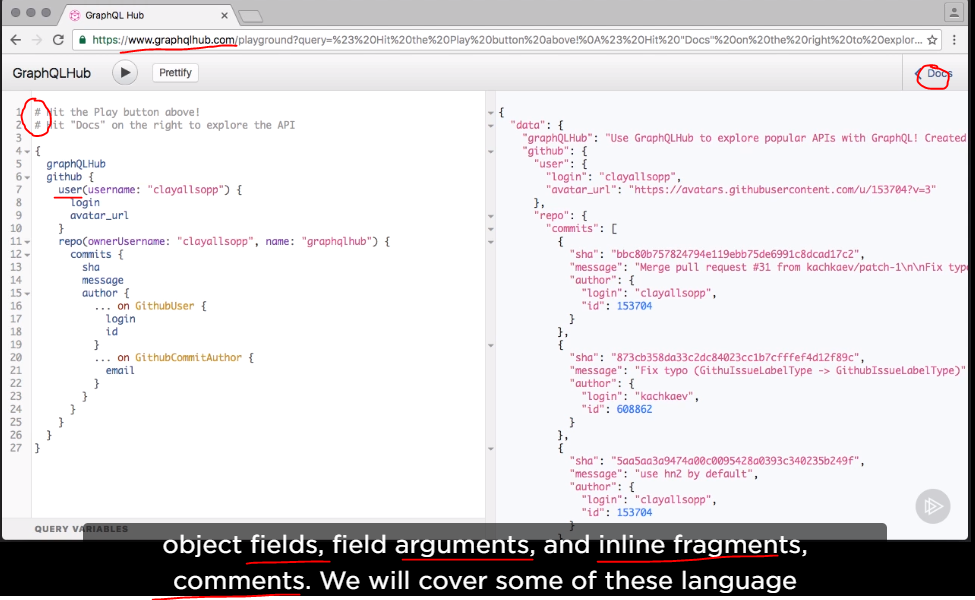 GraphQL Hub
https://www.graphqlhub.com/playground?query=%23%20Hit%20the%20Play%20button%20above!%0A%23%20Hit%20"Docs"%20on%20the%20right%20to%20explor...
GraphQLHub
Prettify
Docs
1 # Hit the Play button above!
2 # Hit "Docs" on the right to explore the API
3
4 {
5 graphQLHub
6 github {
7 user(username: "clayallsopp") {
8 login
9 avatar_url
10 }
11 repo(ownerUsername: "clayallsopp", name: "graphqlhub") {
12 commits {
13 sha
14 message
15 author {
16 ... on GithubUser {
17 login
18 id
19 }
20 ... on GithubCommitAuthor {
21 email
22 }
23 }
24 }
25 }
26 }
27 }
{
"data": {
"graphQLHub": "Use GraphQLHub to explore popular APIs with GraphQL! Created
"github": {
"user": {
"login": "clayallsopp",
"avatar_url": "https://avatars.githubusercontent.com/u/153704?v=3"
},
"repo": {
"commits": [
{
"sha": "bbc80b757824794e119ebb75de6991c8dcad17c2",
"message": "Merge pull request #31 from kachkaev/patch-1\n\nFix typo
"author": {
"login": "clayallsopp",
"id": 153704
}
},
{
"sha": "873cb358da33c2dc84023cc1b7cfffef4d12f89c",
"message": "Fix typo (GithuIssueLabelType -> GithubIssueLabelType)"
"author": {
"login": "kachkaev",
"id": 608862
}
},
{
"sha": "5aa5aa3a9474a00c0095428a0393c340235b249f",
"message": "use hn2 by default",
"author": {
"login": "clayallsopp",
"id": 153704
}
QUERY VARIABLES
object fields, field arguments, and inline fragments,
comments. We will cover some of these language